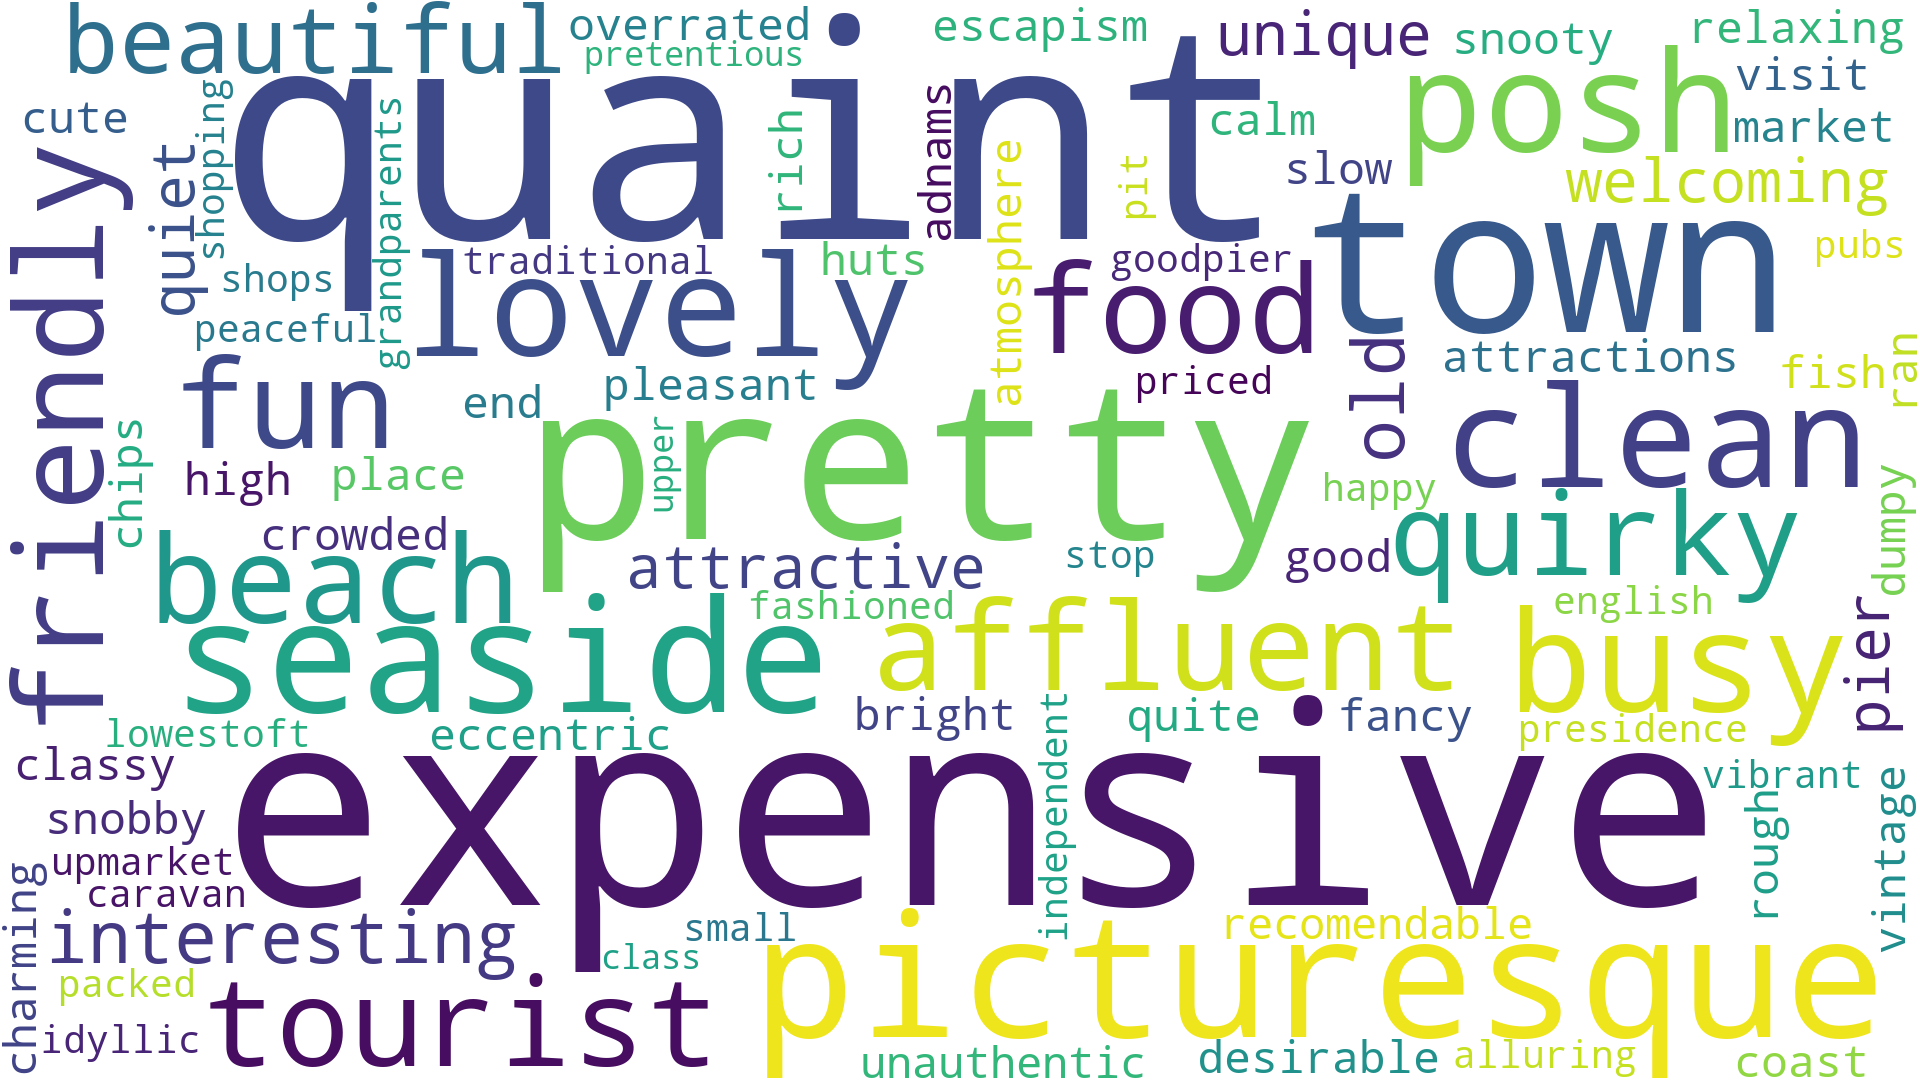 beautiful
overrated
pretentious
escapism
unique
snooty
relaxing
quaint
posh
visit
cute
shopping
grandparents
rich
adnams
calm
market
friendly
quiet
atmosphere
pit
slow
welcoming
town
shops
traditional
huts
goodpier
pubs
lovely
food
peaceful
old
attractions
fun
end
pleasant
priced
fish
ran
chips
pretty
clean
high
place
upper
happy
dumpy
crowded
quirky
beach
attractive
stop
good
seaside
fashioned
affluent
english
busy
pier
lowestoft
eccentric
bright
independent
quite
fancy
presidence
classy
expensive
vibrant
snobby
rough
vintage
upmarket
caravan
charming
interesting
small
recomendable
class
picturesque
packed
tourist
idyllic
unauthentic
desirable
alluring
coast